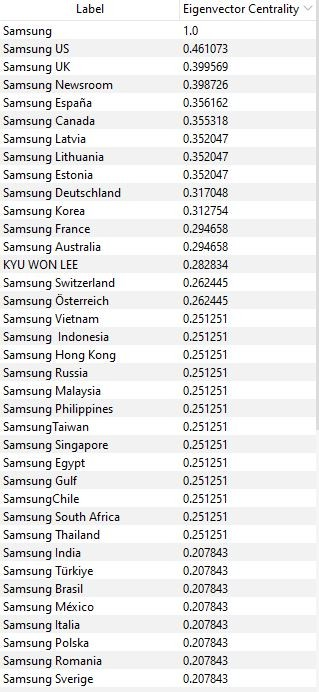 Label Eigenvector Centrality
Samsung 1.0
Samsung US 0.461073
Samsung UK 0.399569
Samsung Newsroom 0.398726
Samsung España 0.356162
Samsung Canada 0.355318
Samsung Latvia 0.352047
Samsung Lithuania 0.352047
Samsung Estonia 0.352047
Samsung Deutschland 0.317048
Samsung Korea 0.312754
Samsung France 0.294658
Samsung Australia 0.294658
KYU WON LEE 0.282834
Samsung Switzerland 0.262445
Samsung Österreich 0.262445
Samsung Vietnam 0.251251
Samsung  Indonesia 0.251251
Samsung Hong Kong 0.251251
Samsung Russia 0.251251
Samsung Malaysia 0.251251
Samsung Philippines 0.251251
SamsungTaiwan 0.251251
Samsung Singapore 0.251251
Samsung Egypt 0.251251
Samsung Gulf 0.251251
SamsungChile 0.251251
Samsung South Africa 0.251251
Samsung Thailand 0.251251
Samsung India 0.207843
Samsung Türkiye 0.207843
Samsung Brasil 0.207843
Samsung México 0.207843
Samsung Italia 0.207843
Samsung Polska 0.207843
Samsung Romania 0.207843
Samsung Sverige 0.207843